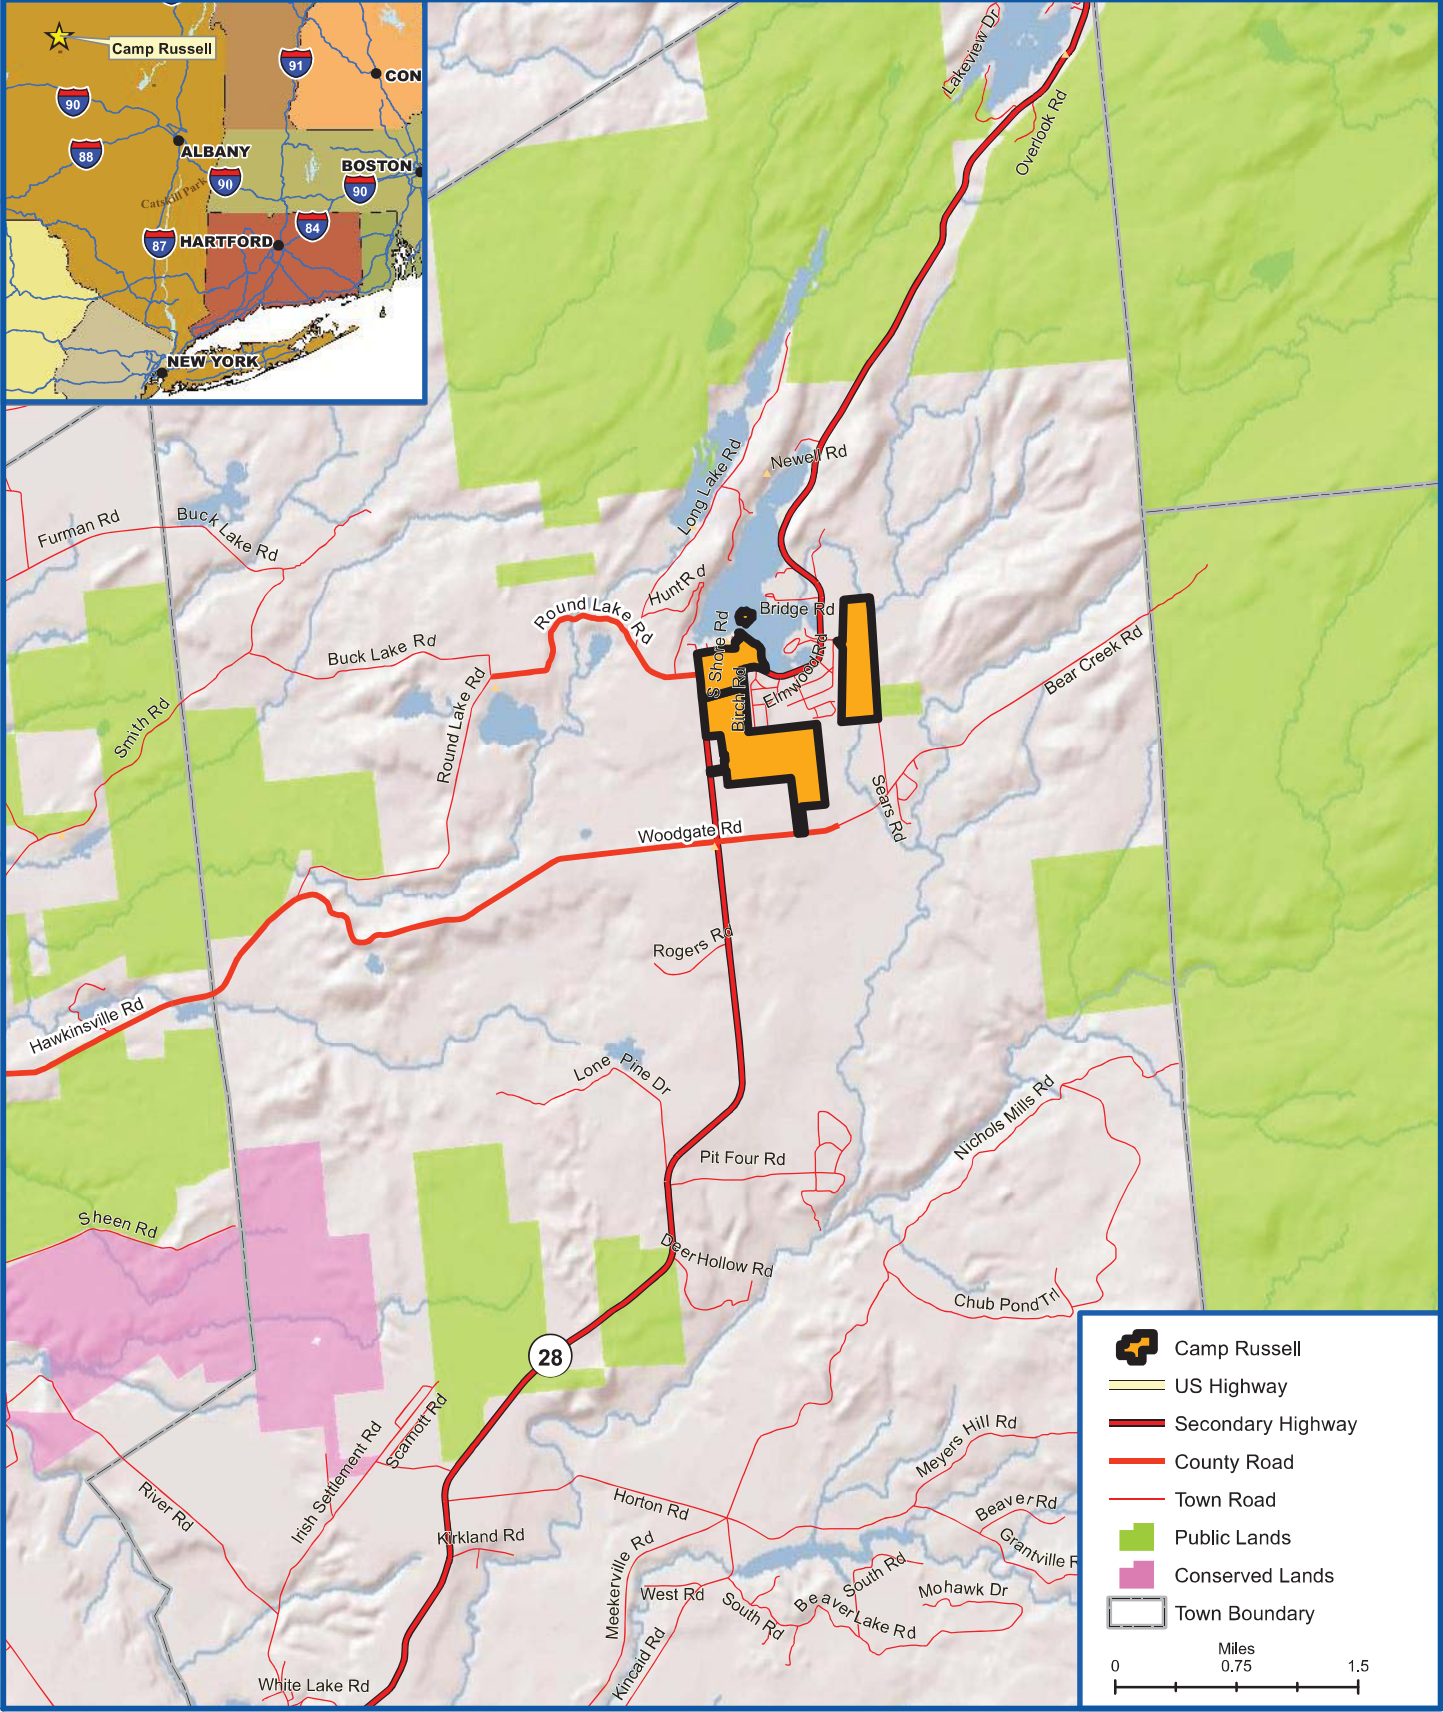 Camp Russell
91
CON
90
88
ALBANY
BOSTON
90
90
Catskill Park
84
87
HARTFORD
NEW YORK
Lakeview Dr
Overlook Rd
Newell Rd
Long Lake Rd
Furman Rd
Buck Lake Rd
Hunt Rd
Round Lake Rd
Bridge Rd
S Shore Rd
Buck Lake Rd
Elmwood Rd
Birch Rd
Bear Creek Rd
Round Lake Rd
Smith Rd
Sears Rd
Woodgate Rd
Rogers Rd
Hawkinsville Rd
Lone Pine Dr
Nichols Mills Rd
Pit Four Rd
Sheen Rd
Deer Hollow Rd
Chub Pond Trl
28
Scamott Rd
Irish Settlement Rd
River Rd
Meyers Hill Rd
Horton Rd
Beaver Rd
Grantville R
Kirkland Rd
Meekerville Rd
West Rd
South Rd
South Rd
Beaver Lake Rd
Mohawk Dr
Kincaid Rd
White Lake Rd
Camp Russell
US Highway
Secondary Highway
County Road
Town Road
Public Lands
Conserved Lands
Town Boundary
Miles
0 0.75 1.5